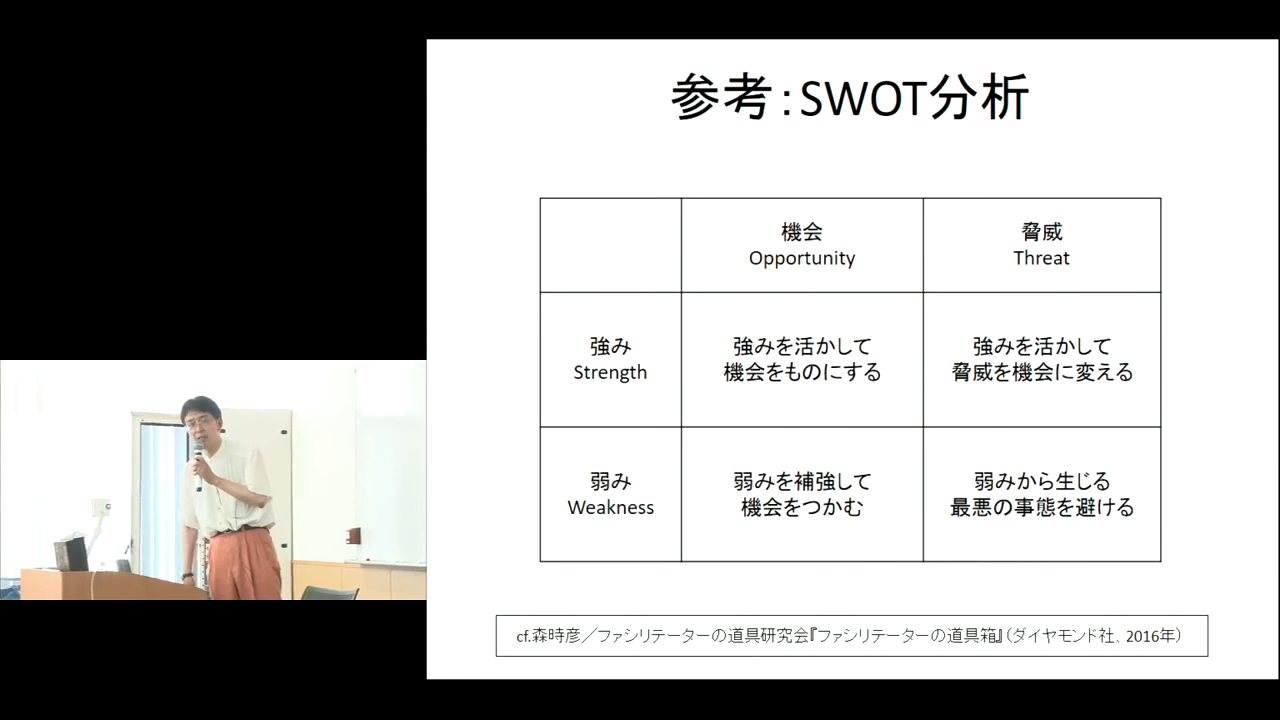 参考：SWOT分析
機会
Opportunity
脅威
Threat
強み
Strength
強みを活かして
機会をものにする
強みを活かして
脅威を機会に変える
弱み
Weakness
弱みを補強して
機会をつかむ
弱みから生じる
最悪の事態を避ける
cf.森時彦／ファシリテーターの道具研究会『ファシリテーターの道具箱』（ダイヤモンド社、2016年）